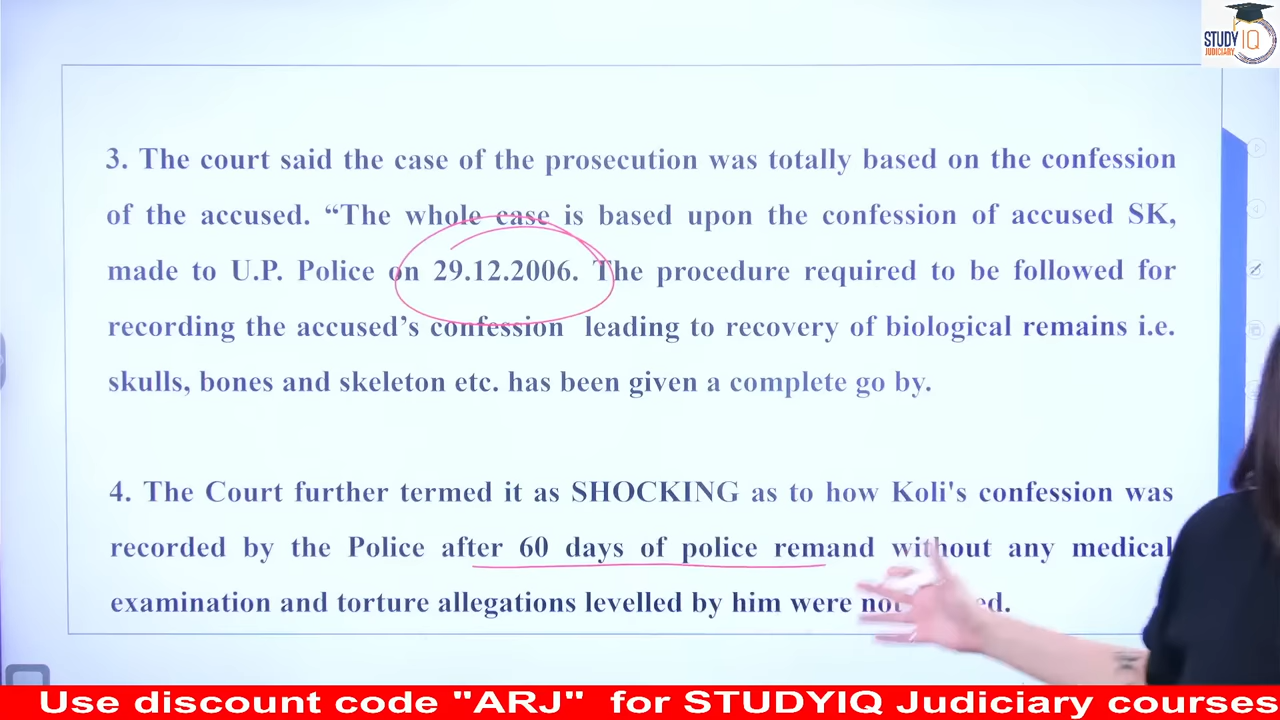 STUDY IQ
JUDICIARY
3. The court said the case of the prosecution was totally based on the confession
of the accused. “The whole case is based upon the confession of accused SK,
made to U.P. Police on 29.12.2006. The procedure required to be followed for
recording the accused’s confession leading to recovery of biological remains i.e.
skulls, bones and skeleton etc. has been given a complete go by.
4. The Court further termed it as SHOCKING as to how Koli's confession was
recorded by the Police after 60 days of police remand without any medical
examination and torture allegations levelled by him were
Use discount code "ARJ" for STUDYIQ Judiciary courses